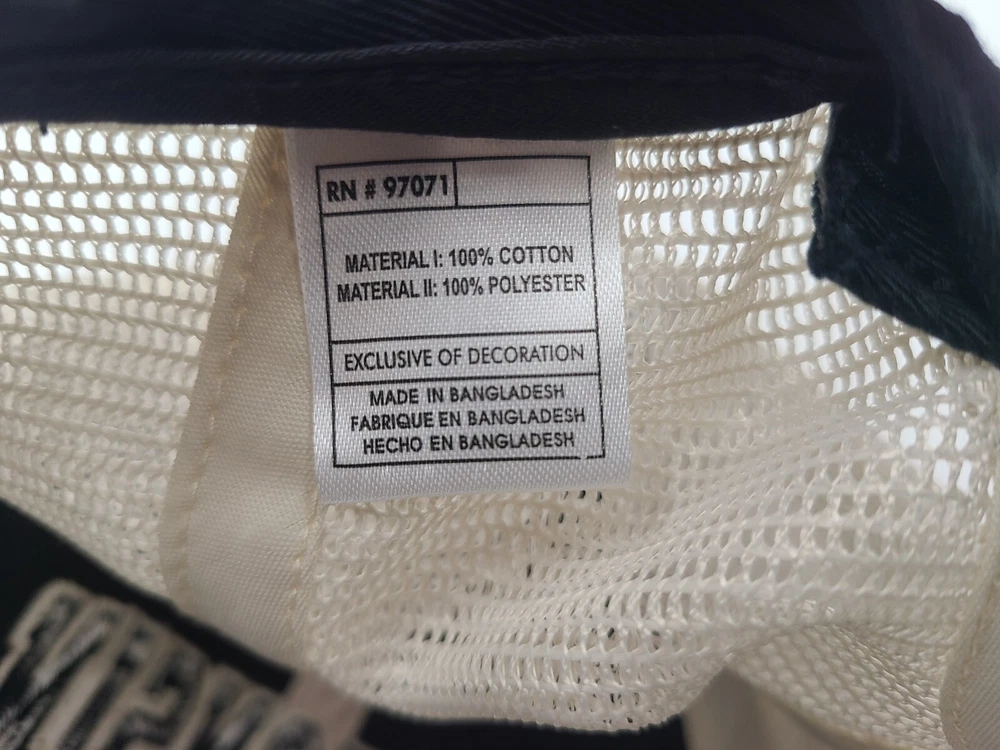 RN # 97071
MATERIAL I: 100% COTTON
MATERIAL II: 100% POLYESTER
EXCLUSIVE OF DECORATION
MADE IN BANGLADESH
FABRIQUE EN BANGLADESH
HECHO EN BANGLADESH